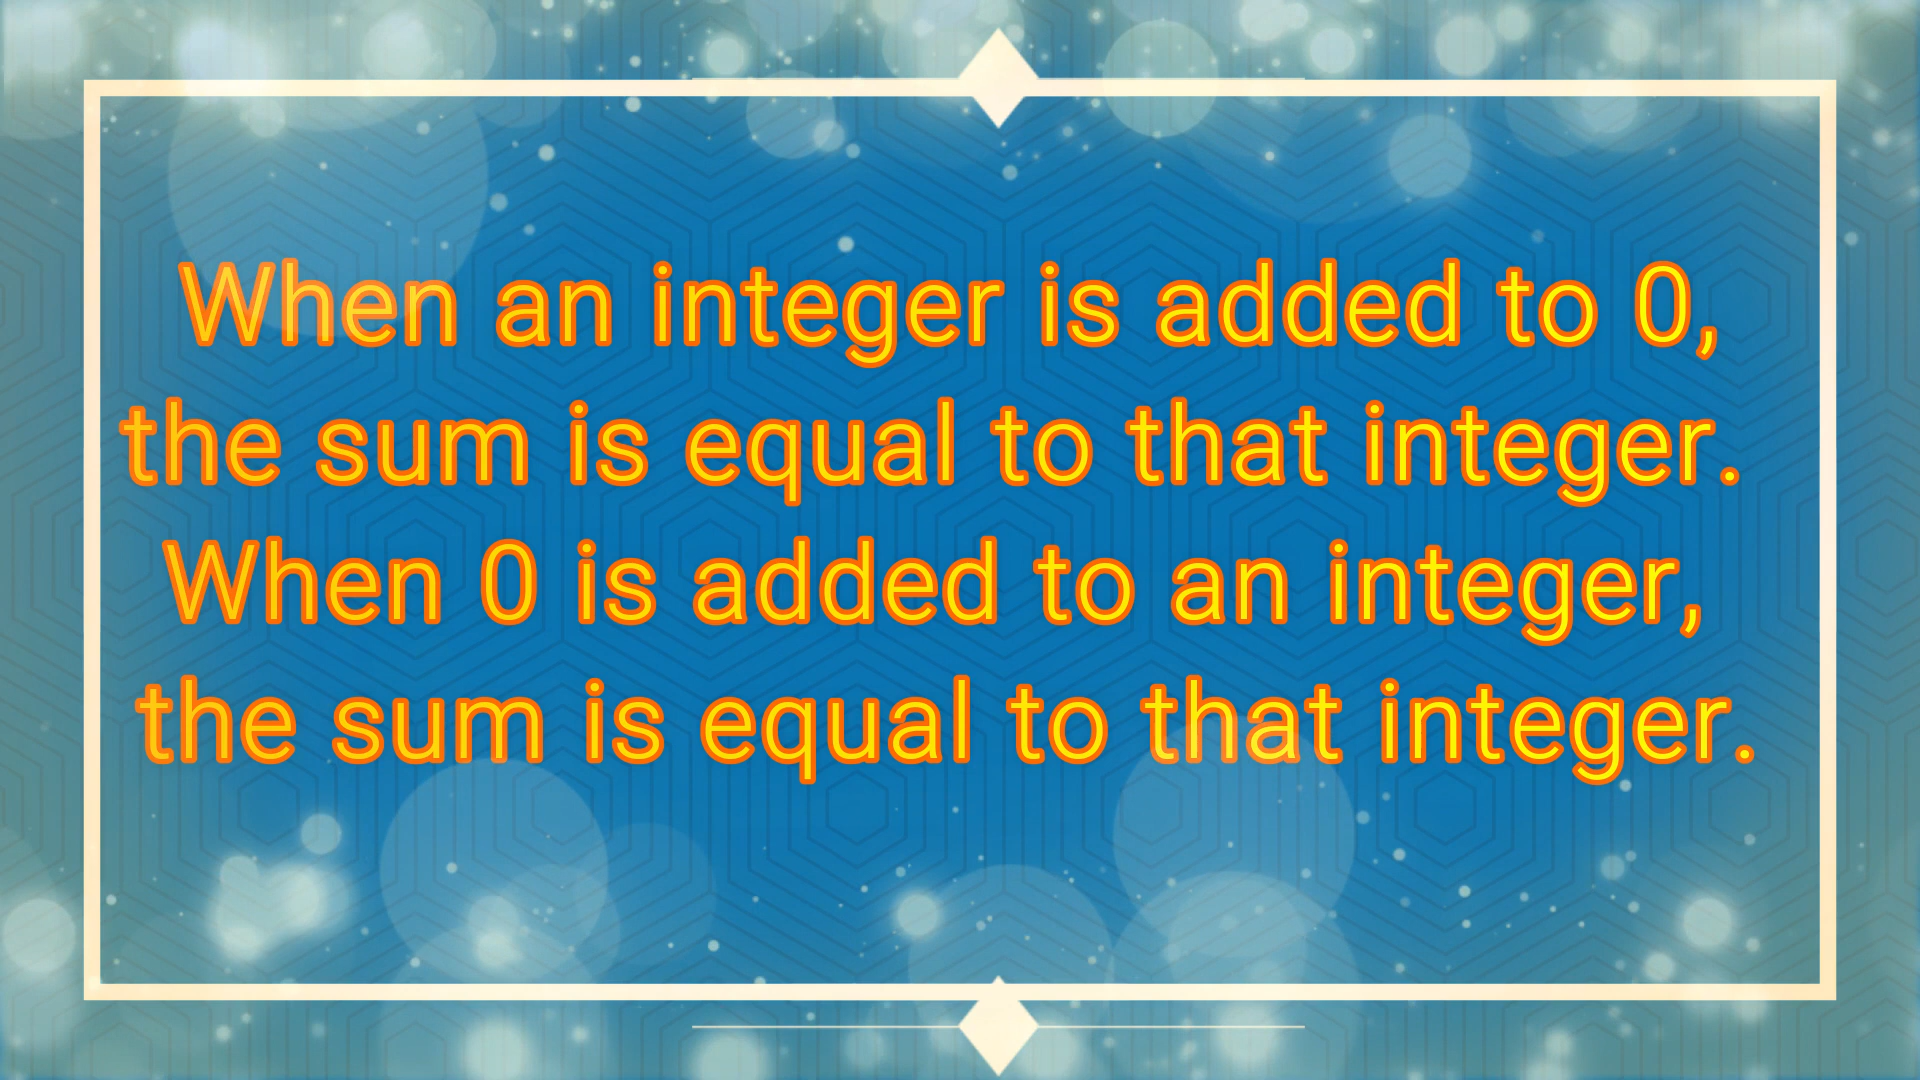 When an integer is added to 0,
the sum is equal to that integer.
When 0 is added to an integer,
the sum is equal to that integer.